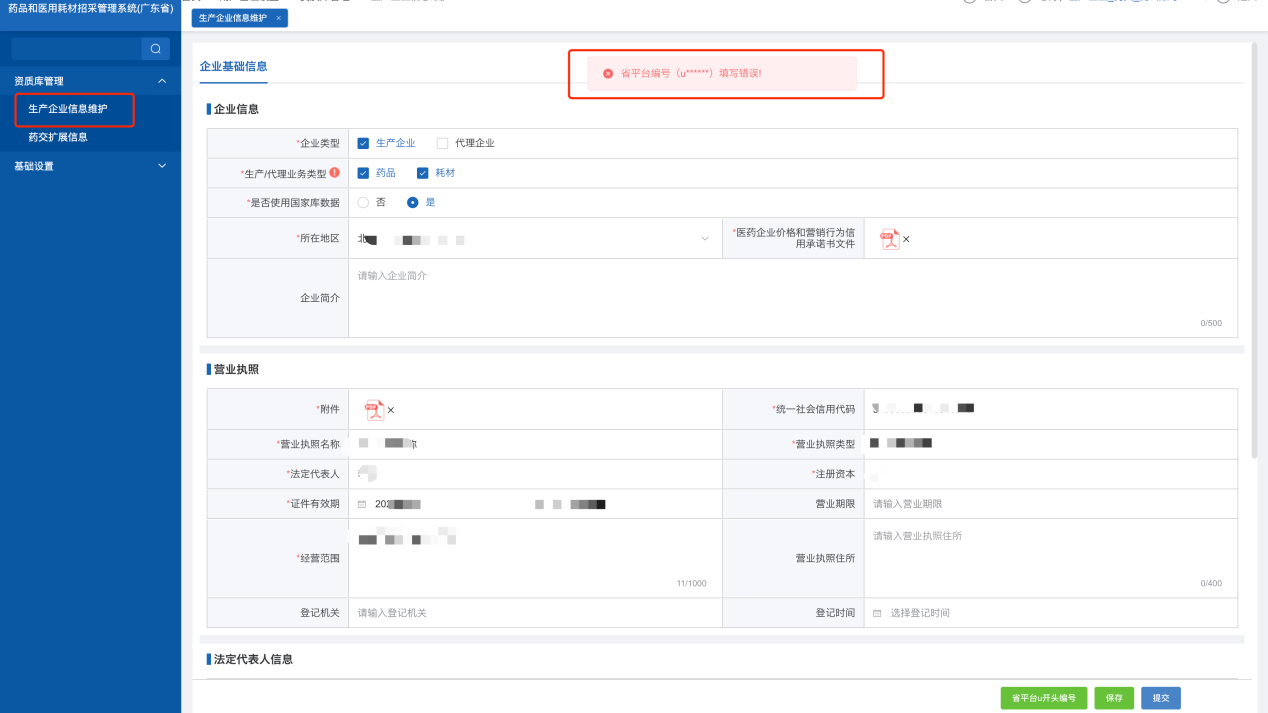 药品和医用耗材招采管理系统(广东省)
生产企业信息维护 ×
资质库管理
生产企业信息维护
药交扩展信息
基础设置
企业基础信息
省平台编号（u******）填写错误!
企业信息
*企业类型 生产企业 代理企业
*生产/代理业务类型 药品 耗材
*是否使用国家库数据 否 是
*所在地区
*医药企业价格和营销行为信用承诺书文件
企业简介 请输入企业简介
0/500
营业执照
*附件 *统一社会信用代码
*营业执照名称 *营业执照类型
*法定代表人 *注册资本
*证件有效期 营业期限 请输入营业期限
*经营范围 11/1000 营业执照住所 请输入营业执照住所 0/400
登记机关 请输入登记机关 登记时间 选择登记时间
法定代表人信息
省平台u开头编号 保存 提交